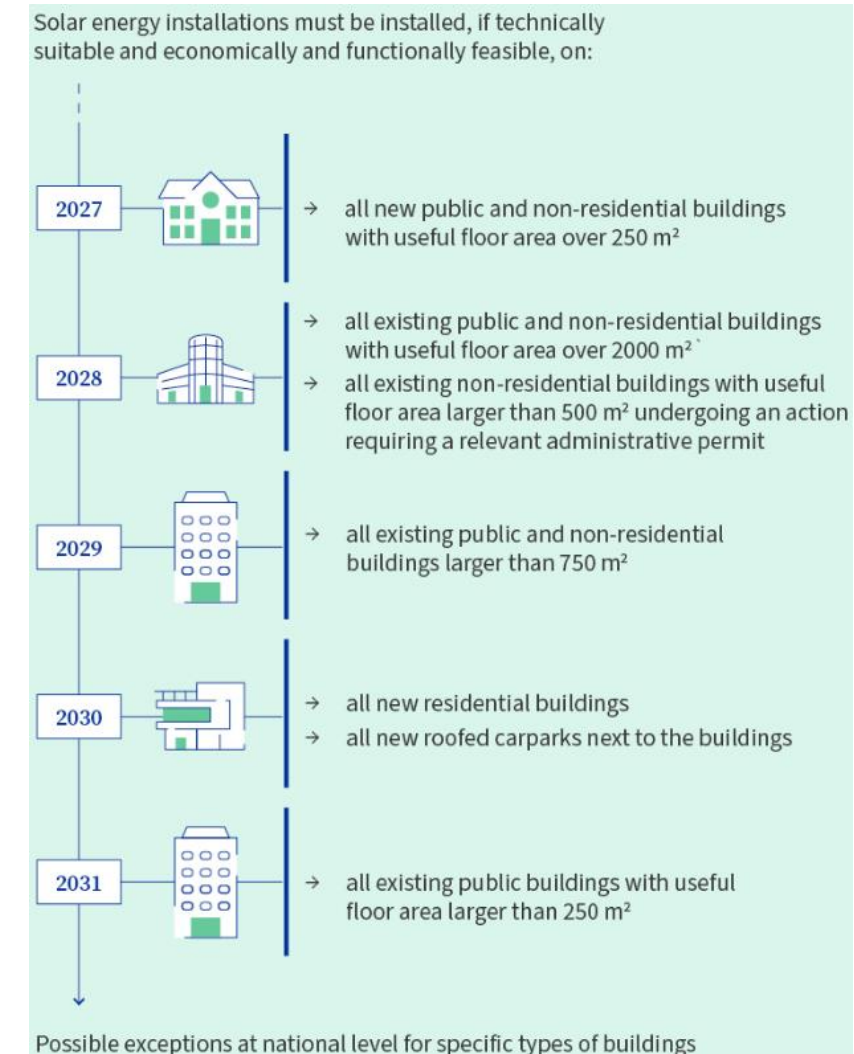 Solar energy installations must be installed, if technically
suitable and economically and functionally feasible, on:
2027
→ all new public and non-residential buildings
with useful floor area over 250 m²
2028
→ all existing public and non-residential buildings
with useful floor area over 2000 m²`
→ all existing non-residential buildings with useful
floor area larger than 500 m² undergoing an action
requiring a relevant administrative permit
2029
→ all existing public and non-residential
buildings larger than 750 m²
2030
→ all new residential buildings
→ all new roofed carparks next to the buildings
2031
→ all existing public buildings with useful
floor area larger than 250 m²
Possible exceptions at national level for specific types of buildings